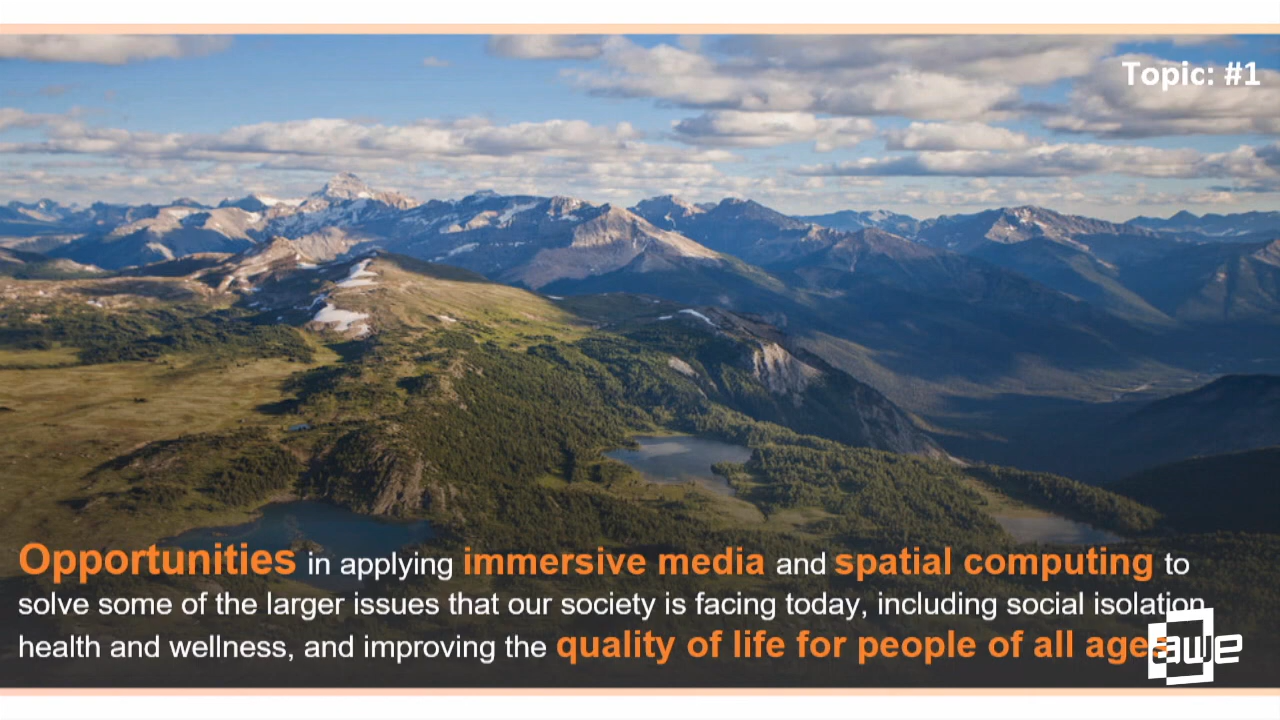 Topic: #1
Opportunities in applying immersive media and spatial computing to
solve some of the larger issues that our society is facing today, including social isolation
health and wellness, and improving the quality of life for people of all ages
awe